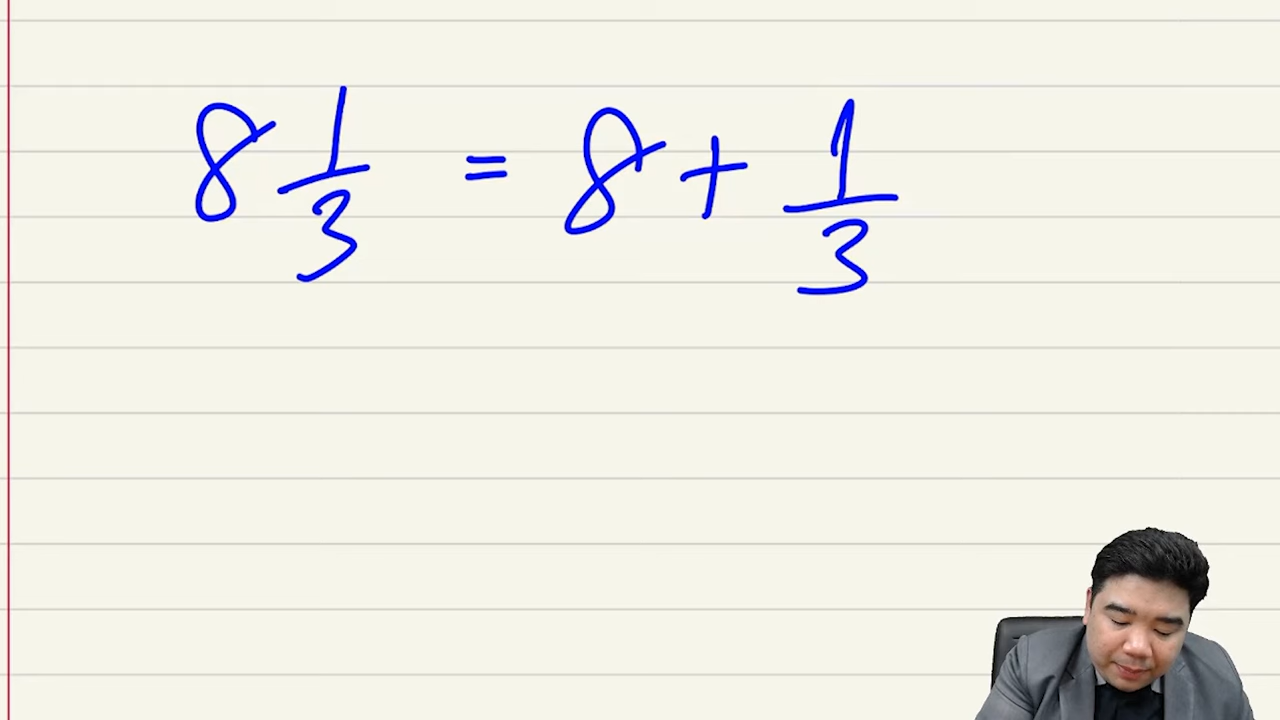 8 1/3 = 8 + 1/3